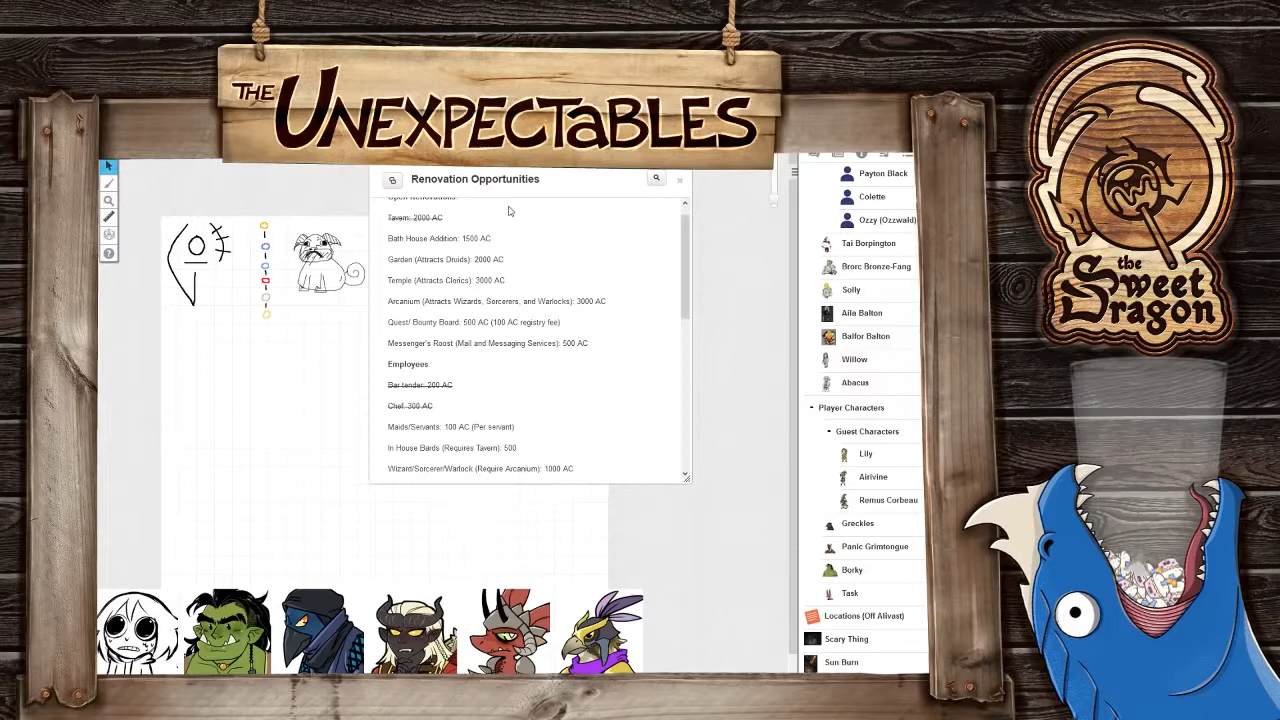 THE UNEXPECTABLES
Renovation Opportunities
Open Renovations:
Tavern: 2000 AC
Bath House Addition: 1500 AC
Garden (Attracts Druids): 2000 AC
Temple (Attracts Clerics): 3000 AC
Arcanium (Attracts Wizards, Sorcerers, and Warlocks): 3000 AC
Quest/ Bounty Board: 500 AC (100 AC registry fee)
Messenger's Roost (Mail and Messaging Services): 500 AC
Employees
Bar tender: 200 AC
Chef: 300 AC
Maids/Servants: 100 AC (Per servant)
In House Bards (Requires Tavern): 500
Wizard/Sorcerer/Warlock (Require Arcanium): 1000 AC
Payton Black
Colette
Ozzy (Ozzwald)
Tai Borpington
Brorc Bronze-Fang
Solly
Aila Balton
Balfor Balton
Willow
Abacus
Player Characters
Guest Characters
Lily
Airivine
Remus Corbeau
Greckles
Panic Grimtongue
Borky
Task
Locations (Off Alivast)
Scary Thing
Sun Burn
the Sweet Dragon